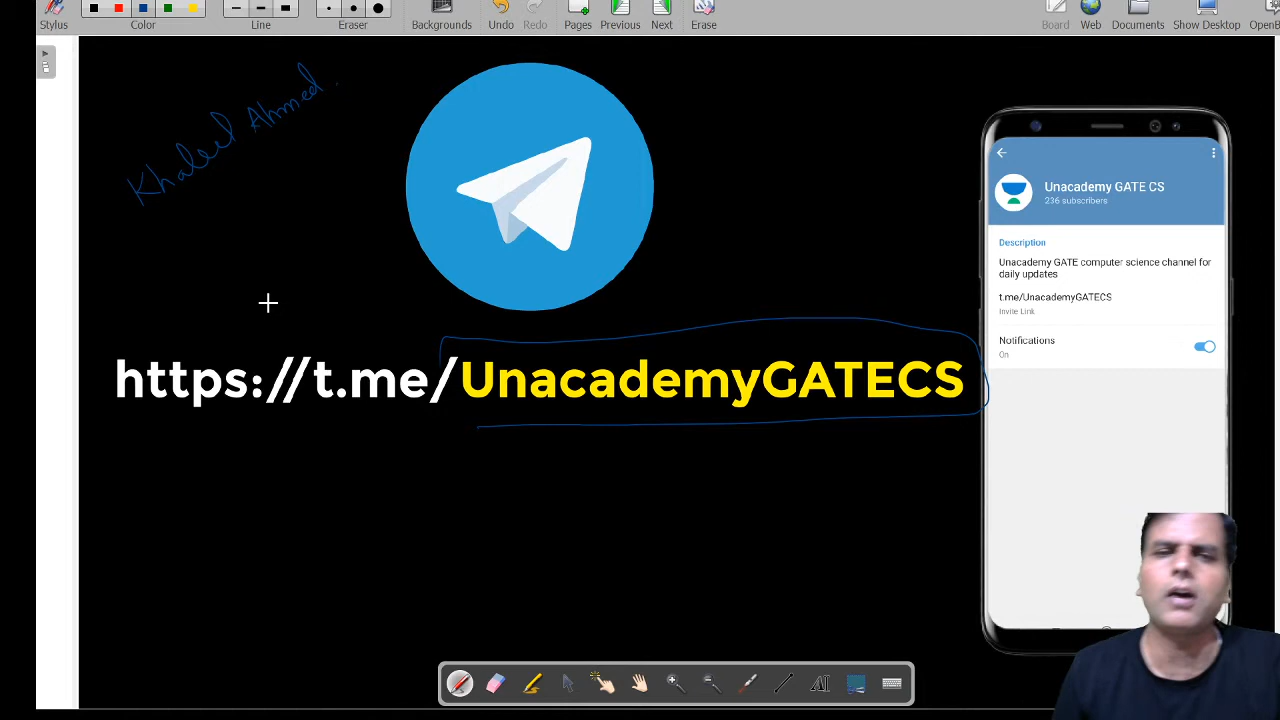 Stylus
Color
Line
Eraser
Backgrounds
Undo
Redo
Pages
Previous
Next
Erase
Board
Web
Documents
Show Desktop
Khaleel Ahmed.
Unacademy GATE CS
236 subscribers
Description
Unacademy GATE computer science channel for
daily updates
t.me/UnacademyGATECS
Invite Link
Notifications
On
https://t.me/UnacademyGATECS